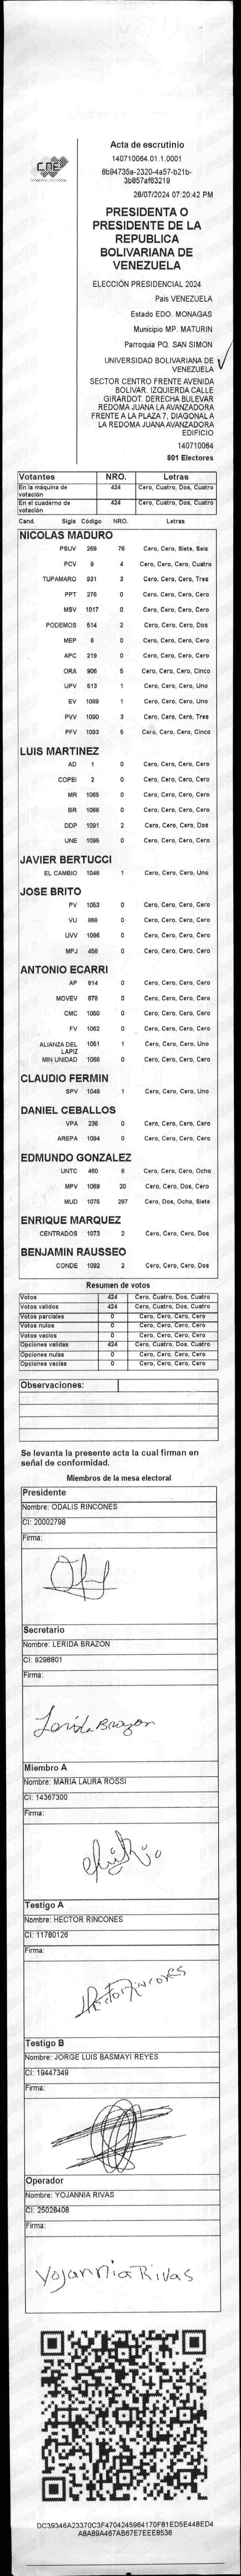 CNE
Acta de escrutinio
140710064.01.1.0001
8b94735a-2320-4a57-b21b-
3b857af63219
28/07/2024 07:20:42 PM
PRESIDENTA O
PRESIDENTE DE LA
REPUBLICA
BOLIVARIANA DE
VENEZUELA
ELECCIÓN PRESIDENCIAL 2024
País VENEZUELA
Estado EDO. MONAGAS
Municipio MP. MATURIN
Parroquia PQ. SAN SIMON
UNIVERSIDAD BOLIVARIANA DE
VENEZUELA
SECTOR CENTRO FRENTE AVENIDA
BOLIVAR. IZQUIERDA CALLE
GIRARDOT. DERECHA BULEVAR
REDOMA JUANA LA AVANZADORA
FRENTE A LA PLAZA 7, DIAGONAL A
LA REDOMA JUANA AVANZADORA
EDIFICIO
140710064
801 Electores
Votantes NRO. Letras
En la máquina de votación 424 Cero, Cuatro, Dos, Cuatro
En el cuaderno de votación 424 Cero, Cuatro, Dos, Cuatro
Cand. Sigla Código NRO. Letras
NICOLAS MADURO
PSUV 269 76 Cero, Cero, Siete, Seis
PCV 9 4 Cero, Cero, Cero, Cuatro
TUPAMARO 931 3 Cero, Cero, Cero, Tres
PPT 276 0 Cero, Cero, Cero, Cero
MSV 1017 0 Cero, Cero, Cero, Cero
PODEMOS 514 2 Cero, Cero, Cero, Dos
MEP 6 0 Cero, Cero, Cero, Cero
APC 219 0 Cero, Cero, Cero, Cero
ORA 906 5 Cero, Cero, Cero, Cinco
UPV 513 1 Cero, Cero, Cero, Uno
EV 1089 1 Cero, Cero, Cero, Uno
PVV 1090 3 Cero, Cero, Cero, Tres
PFV 1093 5 Cero, Cero, Cero, Cinco
LUIS MARTINEZ
AD 1 0 Cero, Cero, Cero, Cero
COPEI 2 0 Cero, Cero, Cero, Cero
MR 1065 0 Cero, Cero, Cero, Cero
BR 1066 0 Cero, Cero, Cero, Cero
DDP 1091 2 Cero, Cero, Cero, Dos
UNE 1095 0 Cero, Cero, Cero, Cero
JAVIER BERTUCCI
EL CAMBIO 1048 1 Cero, Cero, Cero, Uno
JOSE BRITO
PV 1053 0 Cero, Cero, Cero, Cero
VU 868 0 Cero, Cero, Cero, Cero
UVV 1096 0 Cero, Cero, Cero, Cero
MPJ 458 0 Cero, Cero, Cero, Cero
ANTONIO ECARRI
AP 814 0 Cero, Cero, Cero, Cero
MOVEV 878 0 Cero, Cero, Cero, Cero
CMC 1050 0 Cero, Cero, Cero, Cero
FV 1062 0 Cero, Cero, Cero, Cero
ALIANZA DEL LAPIZ 1051 1 Cero, Cero, Cero, Uno
MIN UNIDAD 1068 0 Cero, Cero, Cero, Cero
CLAUDIO FERMIN
SPV 1049 1 Cero, Cero, Cero, Uno
DANIEL CEBALLOS
VPA 236 0 Cero, Cero, Cero, Cero
AREPA 1094 0 Cero, Cero, Cero, Cero
EDMUNDO GONZALEZ
UNTC 460 8 Cero, Cero, Cero, Ocho
MPV 1069 20 Cero, Cero, Dos, Cero
MUD 1075 287 Cero, Dos, Ocho, Siete
ENRIQUE MARQUEZ
CENTRADOS 1073 2 Cero, Cero, Cero, Dos
BENJAMIN RAUSSEO
CONDE 1092 2 Cero, Cero, Cero, Dos
Resumen de votos
Votos 424 Cero, Cuatro, Dos, Cuatro
Votos validos 424 Cero, Cuatro, Dos, Cuatro
Votos parciales 0 Cero, Cero, Cero, Cero
Votos nulos 0 Cero, Cero, Cero, Cero
Votos vacios 0 Cero, Cero, Cero, Cero
Opciones validas 424 Cero, Cuatro, Dos, Cuatro
Opciones nulas 0 Cero, Cero, Cero, Cero
Opciones vacias 0 Cero, Cero, Cero, Cero
Observaciones:
Se levanta la presente acta la cual firman en
señal de conformidad.
Miembros de la mesa electoral
Presidente
Nombre: ODALIS RINCONES
CI: 20002798
Firma:
Secretario
Nombre: LERIDA BRAZON
CI: 9298801
Firma:
Lerida Brazon
Miembro A
Nombre: MARIA LAURA ROSSI
CI: 14367300
Firma:
Testigo A
Nombre: HECTOR RINCONES
CI: 11780126
Firma:
Hector Rincones
Testigo B
Nombre: JORGE LUIS BASMAYI REYES
CI: 19447349
Firma:
Operador
Nombre: YOJANNIA RIVAS
CI: 25028408
Firma:
Yojannia Rivas
DC39346A23370C3F4704245964170F81ED5E448ED4
A8A89A467AB67E7EEE8536